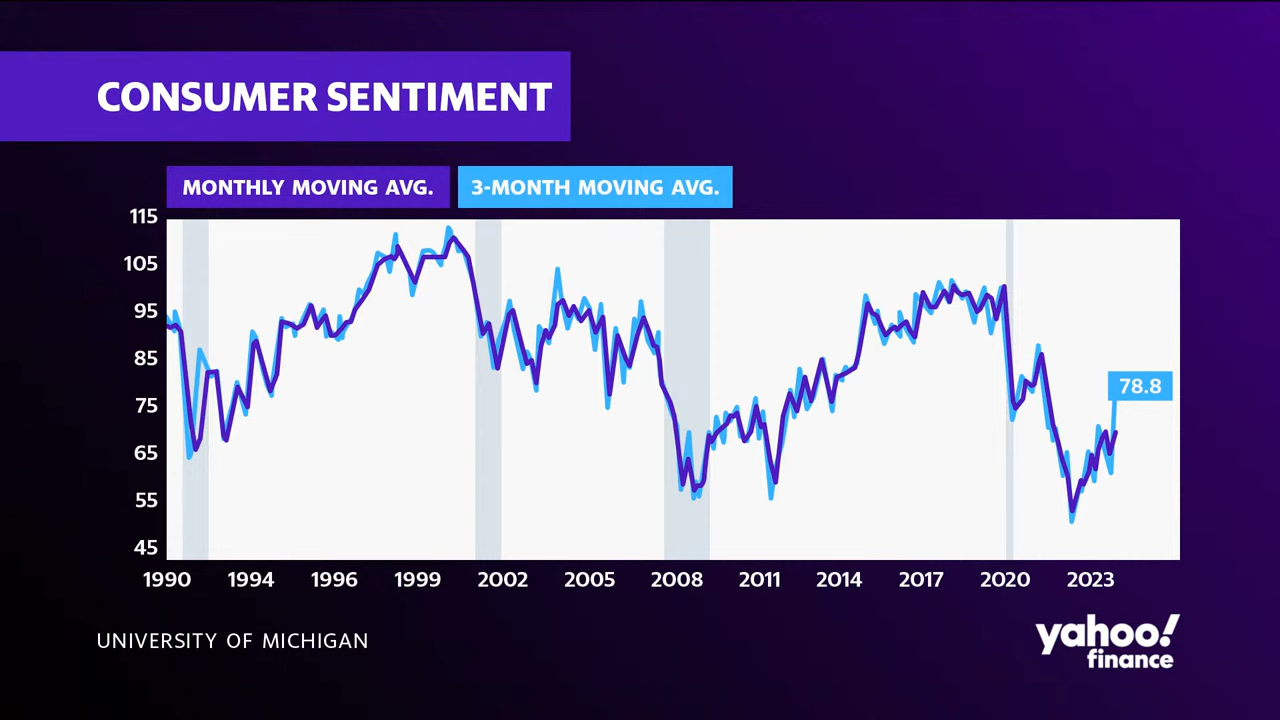 CONSUMER SENTIMENT
MONTHLY MOVING AVG. 3-MONTH MOVING AVG.
115
105
95
85
78.8
75
65
55
45
1990 1994 1996 1999 2002 2005 2008 2011 2014 2017 2020 2023
UNIVERSITY OF MICHIGAN
yahoo!
finance